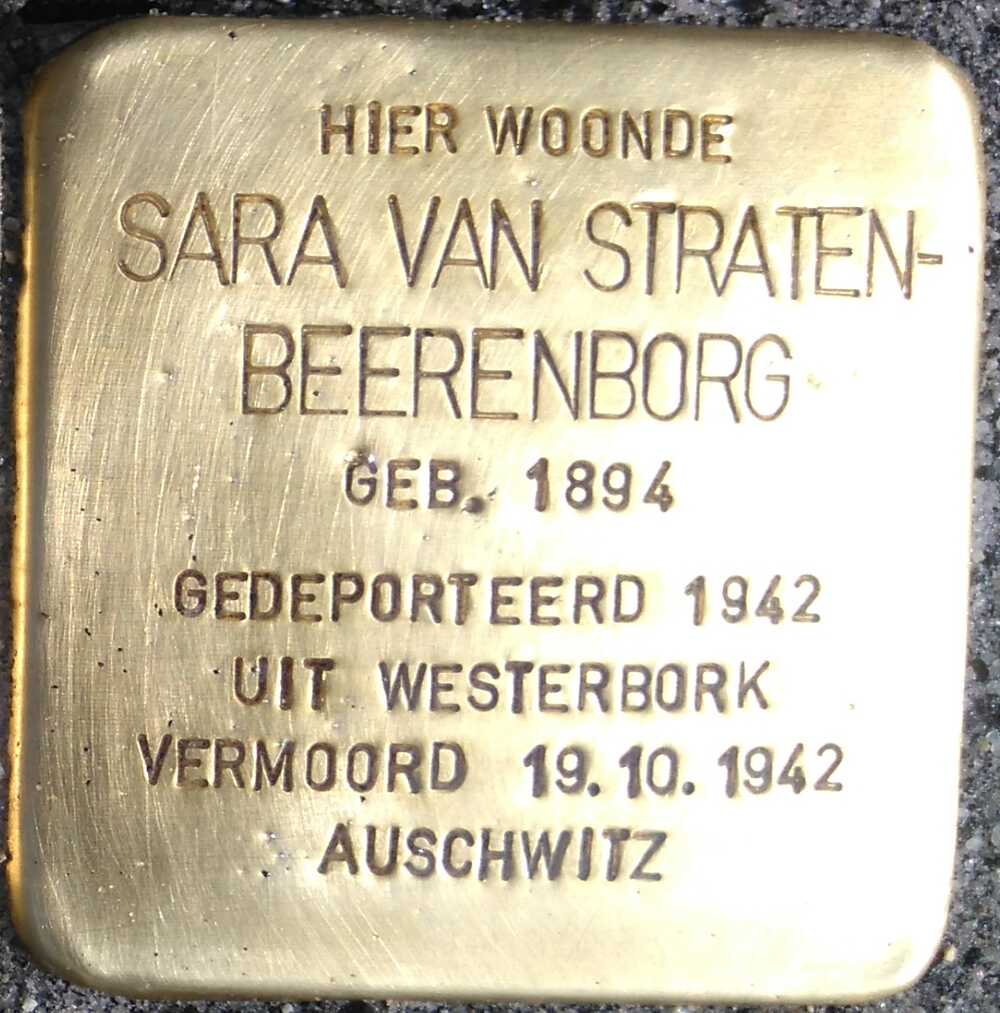 HIER WOONDE
SARA VAN STRATEN-
BEERENBORG
GEB. 1894
GEDEPORTEERD 1942
UIT WESTERBORK
VERMOORD 19.10.1942
AUSCHWITZ